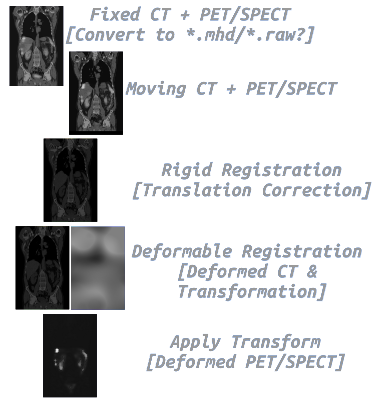 Fixed CT + PET/SPECT
[Convert to *.mhd/*.raw?]
Moving CT + PET/SPECT
Rigid Registration
[Translation Correction]
Deformable Registration
[Deformed CT &
Transformation]
Apply Transform
[Deformed PET/SPECT]